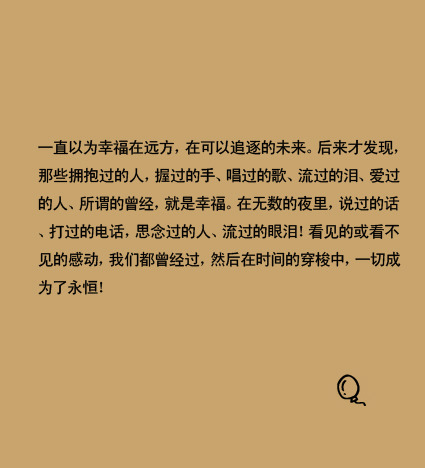 一直以为幸福在远方，在可以追逐的未来。后来才发现，
那些拥抱过的人，握过的手、唱过的歌、流过的泪、爱过
的人、所谓的曾经，就是幸福。在无数的夜里，说过的话
、打过的电话，思念过的人、流过的眼泪！看见的或看不
见的感动，我们都曾经过，然后在时间的穿梭中，一切成
为了永恒！